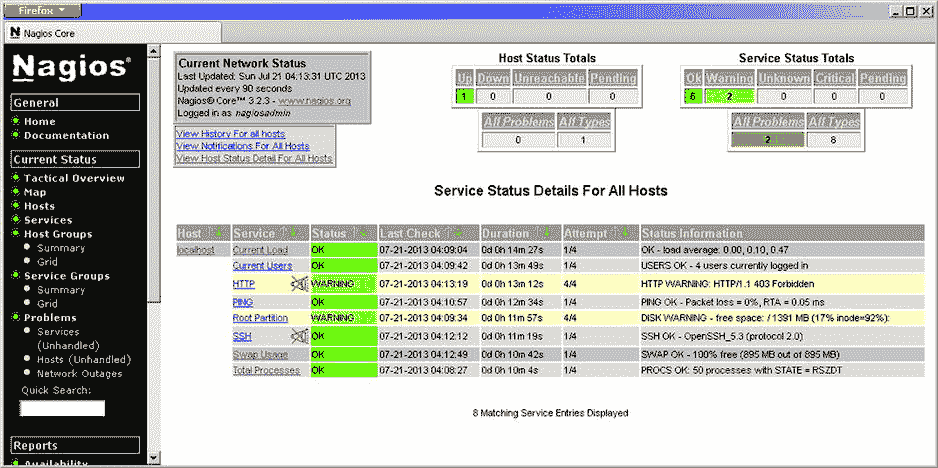 Firefox
Nagios Core
Nagios®
General
Home
Documentation
Current Status
Tactical Overview
Map
Hosts
Services
Host Groups
Summary
Grid
Service Groups
Summary
Grid
Problems
Services
(Unhandled)
Hosts (Unhandled)
Network Outages
Quick Search:
Reports
Availability
Current Network Status
Last Updated: Sun Jul 21 04:13:31 UTC 2013
Updated every 90 seconds
Nagios® Core™ 3.2.3 - www.nagios.org
Logged in as nagiosadmin
View History For all hosts
View Notifications For All Hosts
View Host Status Detail For All Hosts
Host Status Totals
Up Down Unreachable Pending
1 0 0 0
All Problems All Types
0 1
Service Status Totals
Ok Warning Unknown Critical Pending
6 2 0 0 0
All Problems All Types
2 8
Service Status Details For All Hosts
Host Service Status Last Check Duration Attempt Status Information
localhost Current Load OK 07-21-2013 04:09:04 0d 0h 14m 27s 1/4 OK - load average: 0.00, 0.10, 0.47
Current Users OK 07-21-2013 04:09:42 0d 0h 13m 49s 1/4 USERS OK - 4 users currently logged in
HTTP WARNING 07-21-2013 04:13:19 0d 0h 13m 12s 4/4 HTTP WARNING: HTTP/1.1 403 Forbidden
PING OK 07-21-2013 04:10:57 0d 0h 12m 34s 1/4 PING OK - Packet loss = 0%, RTA = 0.05 ms
Root Partition WARNING 07-21-2013 04:09:34 0d 0h 11m 57s 4/4 DISK WARNING - free space: / 1391 MB (17% inode=92%):
SSH OK 07-21-2013 04:12:12 0d 0h 11m 19s 1/4 SSH OK - OpenSSH_5.3 (protocol 2.0)
Swap Usage OK 07-21-2013 04:12:49 0d 0h 10m 42s 1/4 SWAP OK - 100% free (895 MB out of 895 MB)
Total Processes OK 07-21-2013 04:08:27 0d 0h 10m 4s 1/4 PROCS OK: 50 processes with STATE = RSZDT
8 Matching Service Entries Displayed